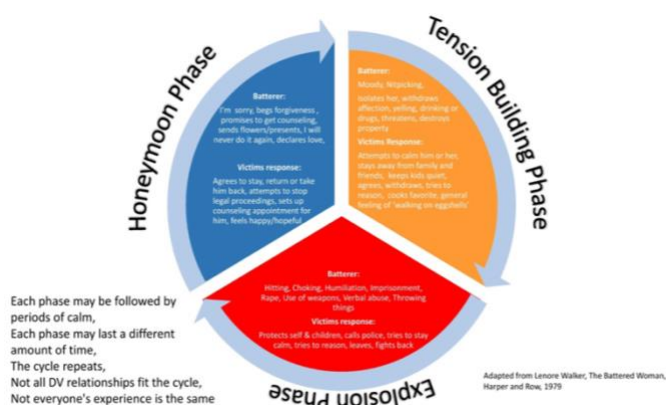 Honeymoon Phase
Batterer:
I'm sorry, begs forgiveness ,
promises to get counseling,
sends flowers/presents, I will
never do it again, declares love,
Victims response:
Agrees to stay, return or take
him back, attempts to stop
legal proceedings, sets up
counseling appointment for
him, feels happy/hopeful
Tension Building Phase
Batterer:
Moody, Nitpicking,
isolates her, withdraws
affection, yelling, drinking or
drugs, threatens, destroys
property
Victims Response:
Attempts to calm him or her,
stays away from family and
friends, keeps kids quiet,
agrees, withdraws, tries to
reason, cooks favorite, general
feeling of 'walking on eggshells'
Batterer:
Hitting, Choking, Humiliation, Imprisonment,
Rape, Use of weapons, Verbal abuse, Throwing
things
Victims response:
Protects self & children, calls police, tries to stay
calm, tries to reason, leaves, fights back
Explosion Phase
Each phase may be followed by
periods of calm,
Each phase may last a different
amount of time,
The cycle repeats,
Not all DV relationships fit the cycle,
Not everyone's experience is the same
Adapted from Lenore Walker, The Battered Woman,
Harper and Row, 1979